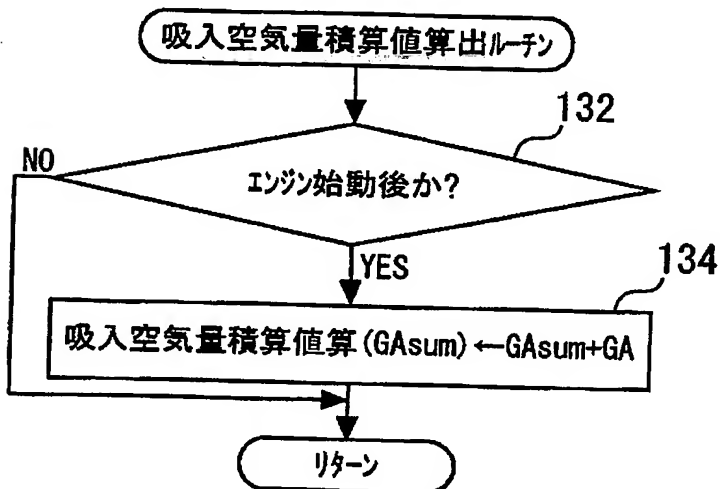 吸入空気量積算値算出ルーチン
132
エンジン始動後か?
NO
YES
134
吸入空気量積算値算(GAsum)←GAsum+GA
リターン